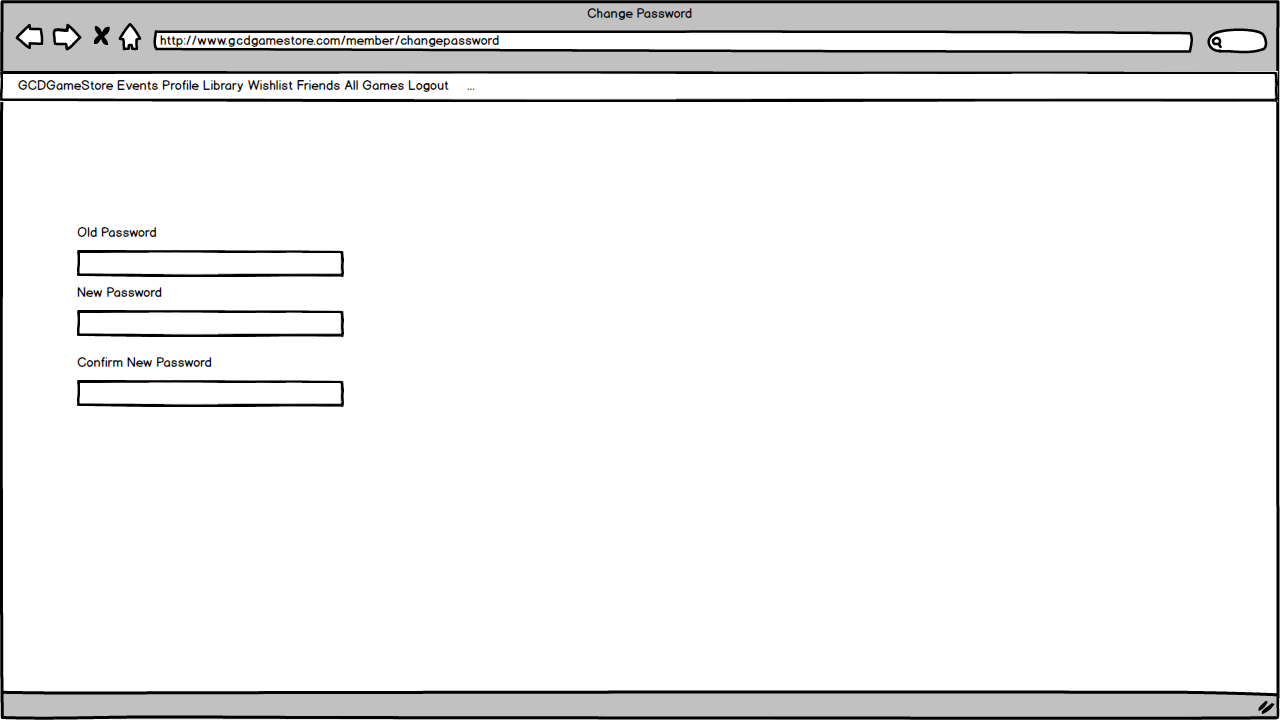 Change Password
http://www.gcdgamestore.com/member/changepassword
GCDGameStore Events Profile Library Wishlist Friends All Games Logout ...
Old Password
New Password
Confirm New Password